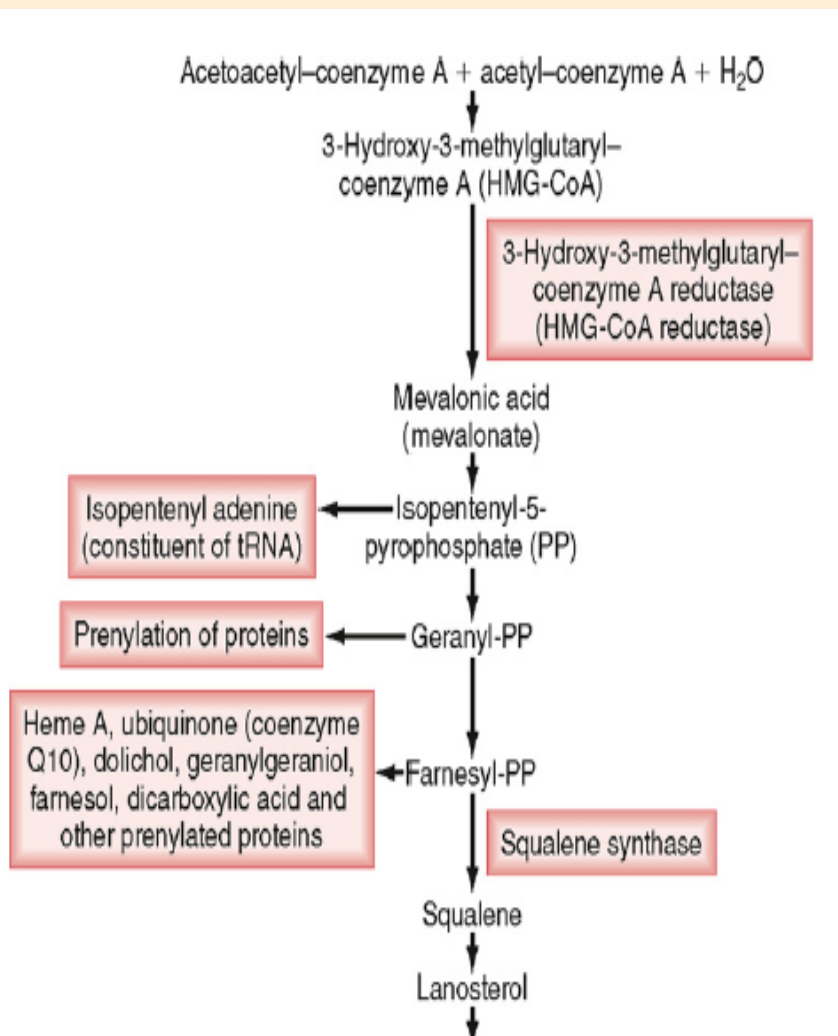 Acetoacetyl–coenzyme A + acetyl–coenzyme A + H₂O
3-Hydroxy-3-methylglutaryl–
coenzyme A (HMG-CoA)
3-Hydroxy-3-methylglutaryl–
coenzyme A reductase
(HMG-CoA reductase)
Mevalonic acid
(mevalonate)
Isopentenyl adenine
(constituent of tRNA)
Isopentenyl-5-
pyrophosphate (PP)
Prenylation of proteins
Geranyl-PP
Heme A, ubiquinone (coenzyme
Q10), dolichol, geranylgeraniol,
farnesol, dicarboxylic acid and
other prenylated proteins
Farnesyl-PP
Squalene synthase
Squalene
Lanosterol